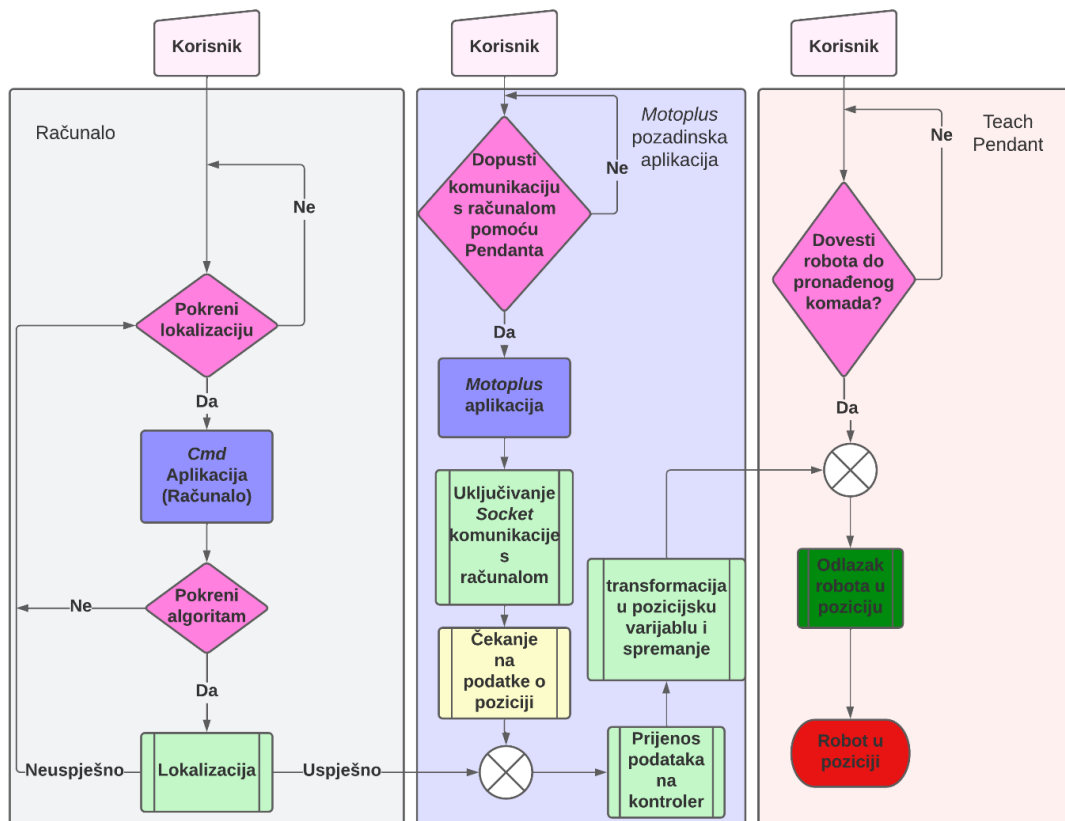 Korisnik
Računalo
Ne
Pokreni
lokalizaciju
Da
Cmd
Aplikacija
(Računalo)
Pokreni
algoritam
Ne
Da
Lokalizacija
Neuspješno
Uspješno
Korisnik
Motoplus
pozadinska
aplikacija
Ne
Dopusti
komunikaciju
s računalom
pomoću
Pendanta
Da
Motoplus
aplikacija
Uključivanje
Socket
komunikacije
s
računalom
Čekanje
na
podatke o
poziciji
Prijenos
podataka
na
kontroler
transformacija
u pozicijsku
varijablu i
spremanje
Korisnik
Teach
Pendant
Ne
Dovesti
robota do
pronađenog
komada?
Da
Odlazak
robota u
poziciju
Robot u
poziciji